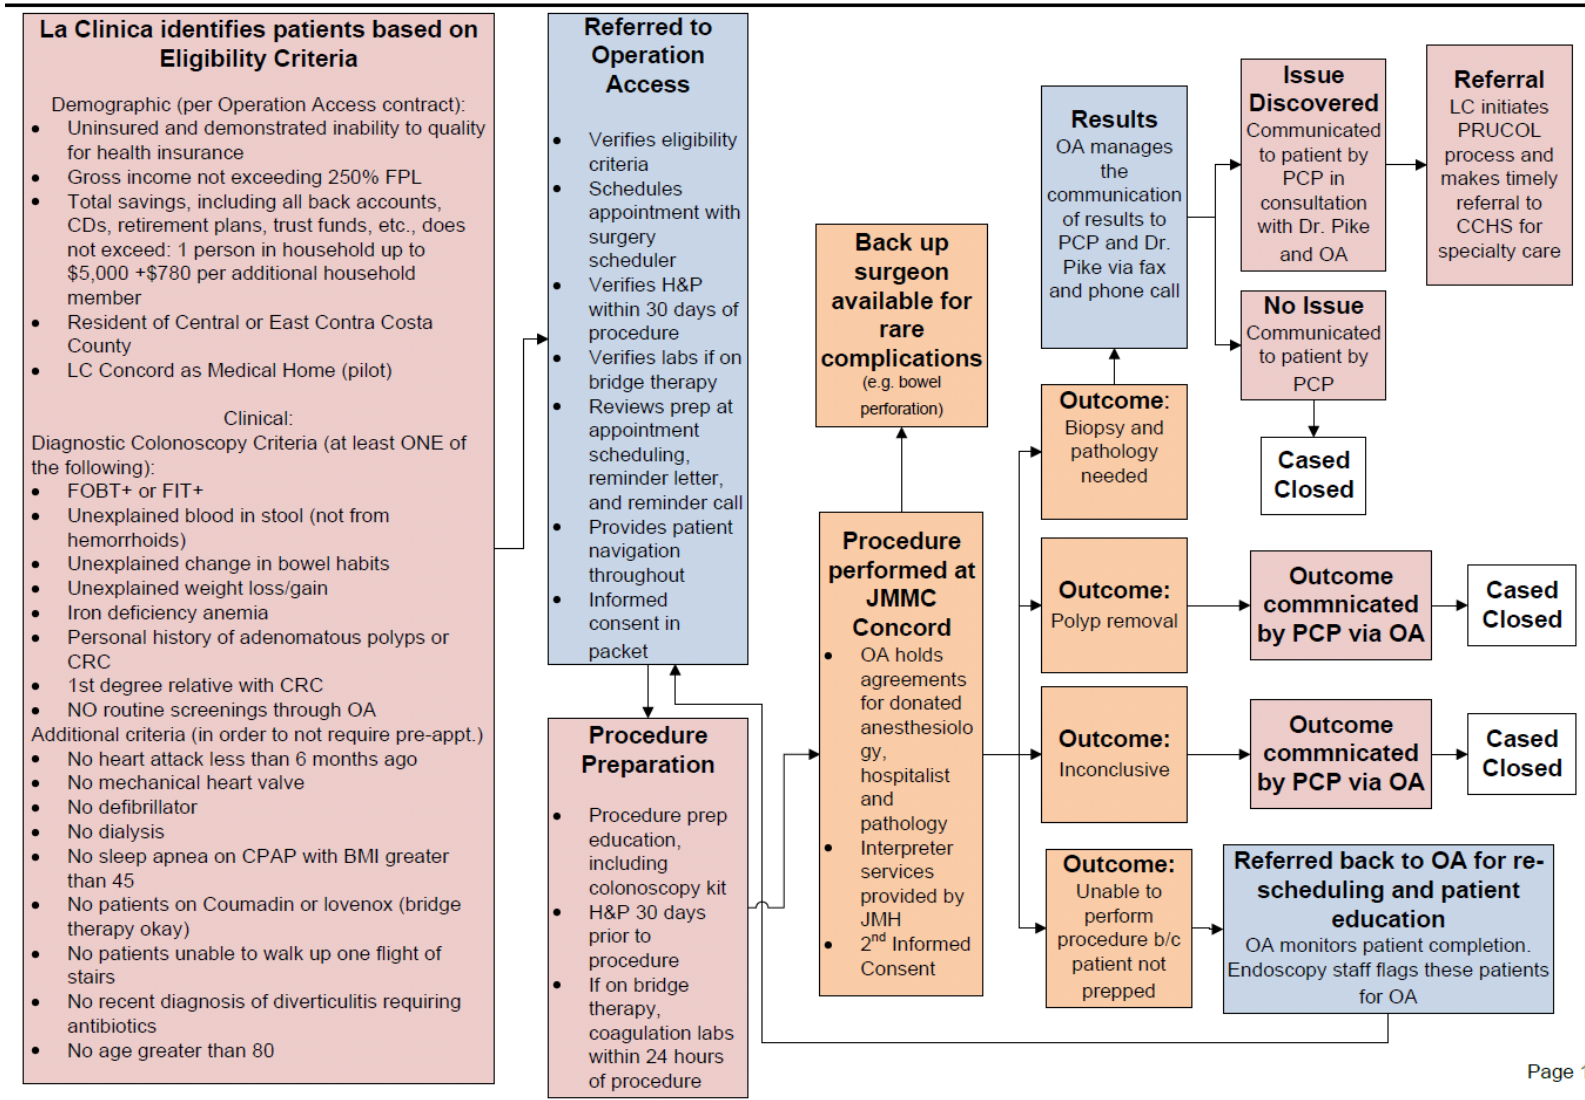 La Clinica identifies patients based on
Eligibility Criteria
Demographic (per Operation Access contract):
• Uninsured and demonstrated inability to quality
for health insurance
• Gross income not exceeding 250% FPL
• Total savings, including all back accounts,
CDs, retirement plans, trust funds, etc., does
not exceed: 1 person in household up to
$5,000 +$780 per additional household
member
• Resident of Central or East Contra Costa
County
• LC Concord as Medical Home (pilot)
Clinical:
Diagnostic Colonoscopy Criteria (at least ONE of
the following):
• FOBT+ or FIT+
• Unexplained blood in stool (not from
hemorrhoids)
• Unexplained change in bowel habits
• Unexplained weight loss/gain
• Iron deficiency anemia
• Personal history of adenomatous polyps or
CRC
• 1st degree relative with CRC
• NO routine screenings through OA
Additional criteria (in order to not require pre-appt.)
• No heart attack less than 6 months ago
• No mechanical heart valve
• No defibrillator
• No dialysis
• No sleep apnea on CPAP with BMI greater
than 45
• No patients on Coumadin or lovenox (bridge
therapy okay)
• No patients unable to walk up one flight of
stairs
• No recent diagnosis of diverticulitis requiring
antibiotics
• No age greater than 80
Referred to
Operation
Access
• Verifies eligibility
criteria
• Schedules
appointment with
surgery
scheduler
• Verifies H&P
within 30 days of
procedure
• Verifies labs if on
bridge therapy
• Reviews prep at
appointment
scheduling,
reminder letter,
and reminder call
• Provides patient
navigation
throughout
• Informed
consent in
packet
Procedure
Preparation
• Procedure prep
education,
including
colonoscopy kit
• H&P 30 days
prior to
procedure
• If on bridge
therapy,
coagulation labs
within 24 hours
of procedure
Back up
surgeon
available for
rare
complications
(e.g. bowel
perforation)
Procedure
performed at
JMMC
Concord
• OA holds
agreements
for donated
anesthesiolo
gy,
hospitalist
and
pathology
• Interpreter
services
provided by
JMH
• 2nd Informed
Consent
Results
OA manages
the
communication
of results to
PCP and Dr.
Pike via fax
and phone call
Issue
Discovered
Communicated
to patient by
PCP in
consultation
with Dr. Pike
and OA
Referral
LC initiates
PRUCOL
process and
makes timely
referral to
CCHS for
specialty care
No Issue
Communicated
to patient by
PCP
Cased
Closed
Outcome:
Biopsy and
pathology
needed
Outcome:
Polyp removal
Outcome
commnicated
by PCP via OA
Cased
Closed
Outcome:
Inconclusive
Outcome
commnicated
by PCP via OA
Cased
Closed
Outcome:
Unable to
perform
procedure b/c
patient not
prepped
Referred back to OA for re-
scheduling and patient
education
OA monitors patient completion.
Endoscopy staff flags these patients
for OA
Page 1